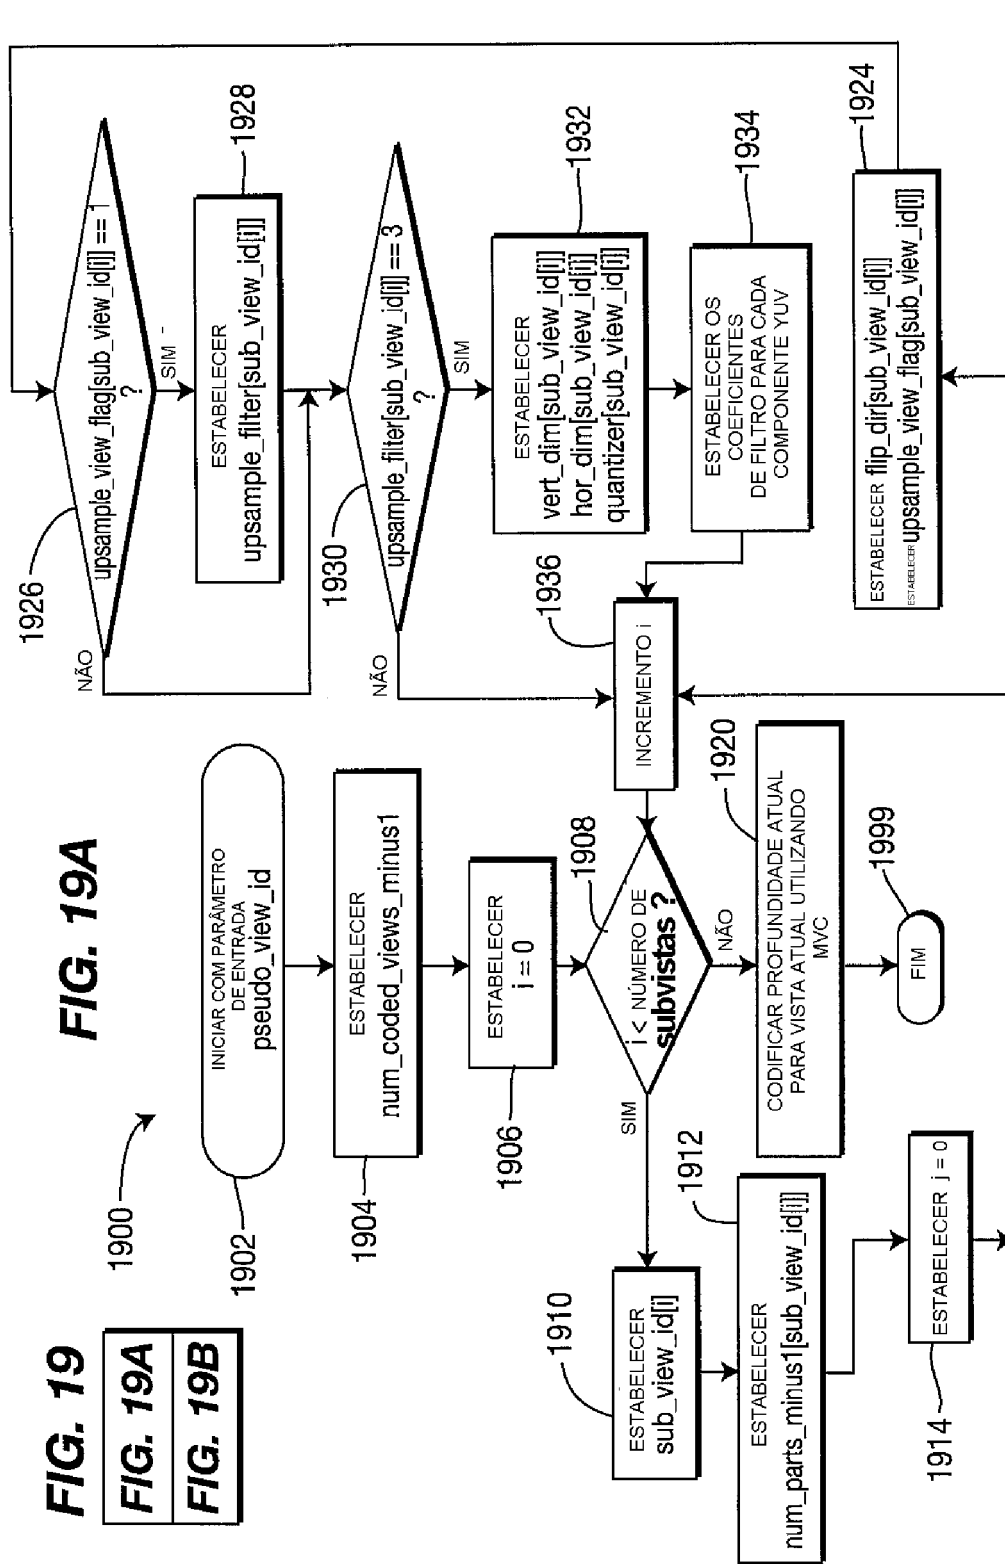 FIG. 19
FIG. 19A
FIG. 19B
FIG. 19A
1900
1902
INICIAR COM PARÂMETRO
DE ENTRADA
pseudo_view_id
1904
ESTABELECER
num_coded_views_minus1
1906
ESTABELECER
i = 0
1908
i < NÚMERO DE
subvistas ?
SIM
NÃO
1910
ESTABELECER
sub_view_id[i]
1912
ESTABELECER
num_parts_minus1[sub_view_id[i]]
1914
ESTABELECER j = 0
1920
CODIFICAR PROFUNDIDADE ATUAL
PARA VISTA ATUAL UTILIZANDO
MVC
1999
FIM
1926
upsample_view_flag[sub_view_id[i]] == 1
?
NÃO
SIM
1928
ESTABELECER
upsample_filter[sub_view_id[i]]
1930
upsample_filter[sub_view_id[i]] == 3
?
NÃO
SIM
1932
ESTABELECER
vert_dim[sub_view_id[i]]
hor_dim[sub_view_id[i]]
quantizer[sub_view_id[i]]
1934
ESTABELECER OS
COEFICIENTES
DE FILTRO PARA CADA
COMPONENTE YUV
1936
INCREMENTO i
1924
ESTABELECER flip_dir[sub_view_id[i]
ESTABELECER upsample_view_flag[sub_view_id[i]